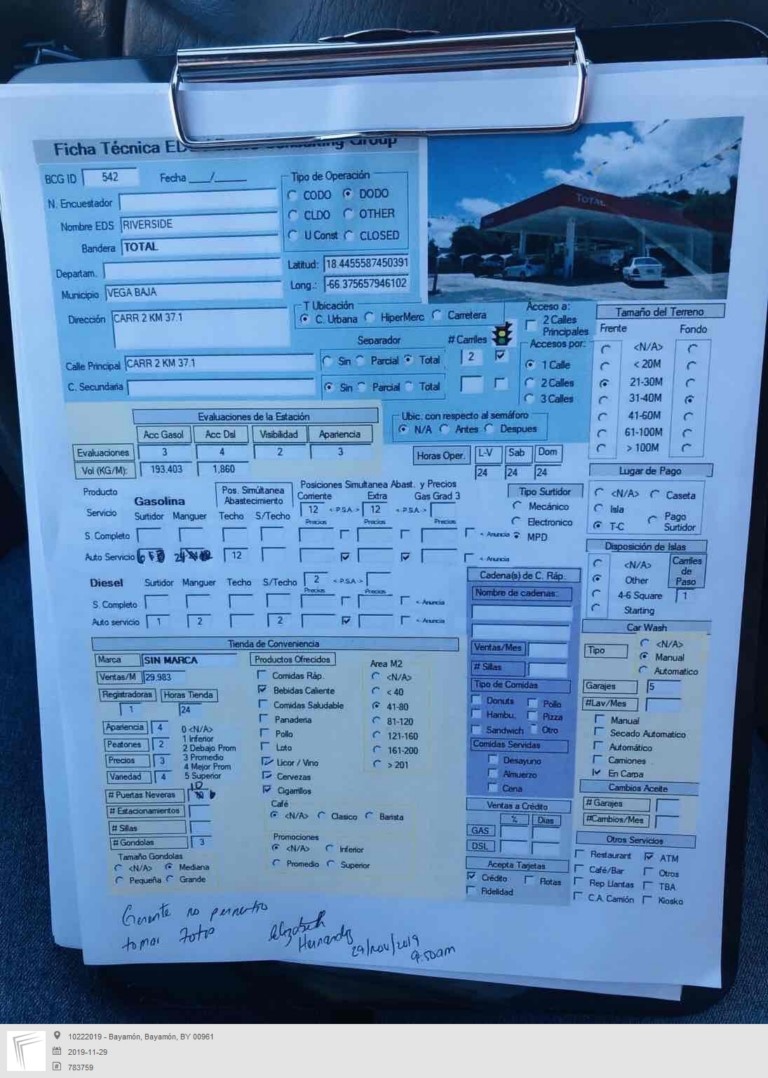 Ficha Técnica ED Consulting Group
BCG ID 542 Fecha __/____
N. Encuestador
Nombre EDS RIVERSIDE
Bandera TOTAL
Departam.
Municipio VEGA BAJA
Dirección CARR 2 KM 37.1
Calle Principal CARR 2 KM 37.1
C. Secundaria
Tipo de Operación
CODO DODO
CLDO OTHER
U Const CLOSED
Latitud: 18.4455587450391
Long.: -66.375657946102
TOTAL
T Ubicación
C. Urbana HiperMerc Carretera
Separador # Carriles
Sin Parcial Total 2
Sin Parcial Total
Acceso a:
2 Calles
Principales
Accesos por:
1 Calle
2 Calles
3 Calles
Tamaño del Terreno
Frente Fondo
<N/A>
< 20M
21-30M
31-40M
41-60M
61-100M
> 100M
Evaluaciones de la Estación
Acc Gasol Acc Dsl Visibilidad Apariencia
Evaluaciones 3 4 2 3
Vol (KG/M): 193.403 1,860
Ubic. con respecto al semáforo
N/A Antes Despues
Horas Oper. L-V Sab Dom
24 24 24
Lugar de Pago
<N/A> Caseta
Isla
T-C Pago
Surtidor
Producto
Servicio Gasolina
Surtidor Manguer
Pos. Simultánea
Abastecimiento
Techo S/Techo
Posiciones Simultanea Abast. y Precios
Corriente Extra Gas Grad 3
12 < P.S.A > 12 < P.S.A >
Precios Precios Precios
S. Completo < Anuncia
Auto Servicio 12 < Anuncia
Tipo Surtidor
Mecánico
Electronico
MPD
Disposición de Islas
<N/A>
Other
4-6 Square
Starting
Carriles
de
Paso
1
Diesel Surtidor Manguer Techo S/Techo 2 < P.S.A >
Precios Precios
S. Completo < Anuncia
Auto servicio 1 2 2 < Anuncia
Cadena(s) de C. Ráp.
Nombre de cadenas:
Ventas/Mes
# Sillas
Tipo de Comidas
Donuts Pollo
Hambu. Pizza
Sandwich Otro
Comidas Servidas
Desayuno
Almuerzo
Cena
Ventas a Crédito
% Dias
GAS
DSL
Acepta Tarjetas
Crédito Flotas
Fidelidad
Car Wash
Tipo <N/A>
Manual
Automatico
Garajes 5
#Lav/Mes
Manual
Secado Automatico
Automático
Camiones
En Carpa
Cambios Aceite
# Garajes
#Cambios/Mes
Otros Servicios
Restaurant ATM
Café/Bar Otros
Rep Llantas TBA
C.A. Camión Kiosko
Tienda de Conveniencia
Marca SIN MARCA
Ventas/M 29.983
Registradoras Horas Tienda
1 24
Apariencia 4
Peatones 2
Precios 3
Variedad 4
0 <N/A>
1 Inferior
2 Debajo Prom
3 Promedio
4 Mejor Prom
5 Superior
# Puertas Neveras 10
# Estacionamientos
# Sillas
# Gondolas 3
Tamaño Gondolas
<N/A> Mediana
Pequeña Grande
Productos Ofrecidos
Comidas Ráp.
Bebidas Caliente
Comidas Saludable
Panaderia
Pollo
Loto
Licor / Vino
Cervezas
Cigarrillos
Area M2
<N/A>
< 40
41-80
81-120
121-160
161-200
> 201
Café
<N/A> Clasico Barista
Promociones
<N/A> Inferior
Promedio Superior
Gerente no permitio
tomar fotos
Elizabeth
Hernandz
29/nov/2019
9:50am
10222019 - Bayamón, Bayamón, BY 00961
2019-11-29
783759